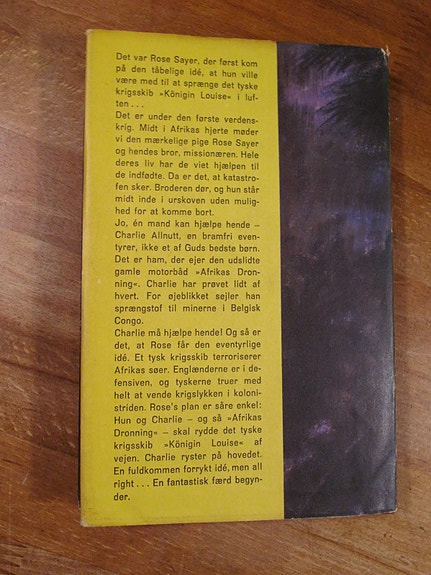 Det var Rose Sayer, der først kom
på den tåbelige idé, at hun ville
være med til at sprænge det tyske
krigsskib »Königin Louise« i luf-
ten . . .
Det er under den første verdens-
krig. Midt i Afrikas hjerte møder
vi den mærkelige pige Rose Sayer
og hendes bror, missionæren. Hele
deres liv har de viet hjælpen til
de indfødte. Da er det, at katastro-
fen sker. Broderen dør, og hun står
midt inde i urskoven uden mulig-
hed for at komme bort.
Jo, én mand kan hjælpe hende –
Charlie Allnutt, en bramfri even-
tyrer, ikke et af Guds bedste børn.
Det er ham, der ejer den udslidte
gamle motorbåd »Afrikas Dron-
ning«. Charlie har prøvet lidt af
hvert. For øjeblikket sejler han
sprængstof til minerne i Belgisk
Congo.
Charlie må hjælpe hende! Og så er
det, at Rose får den eventyrlige
idé. Et tysk krigsskib terroriserer
Afrikas søer. Englænderne er i de-
fensiven, og tyskerne truer med
helt at vende krigslykken i koloni-
striden. Rose's plan er såre enkel:
Hun og Charlie – og så »Afrikas
Dronning« – skal rydde det tyske
krigsskib »Königin Louise« af
vejen. Charlie ryster på hovedet.
En fuldkommen forrykt idé, men all
right . . . En fantastisk færd begyn-
der.